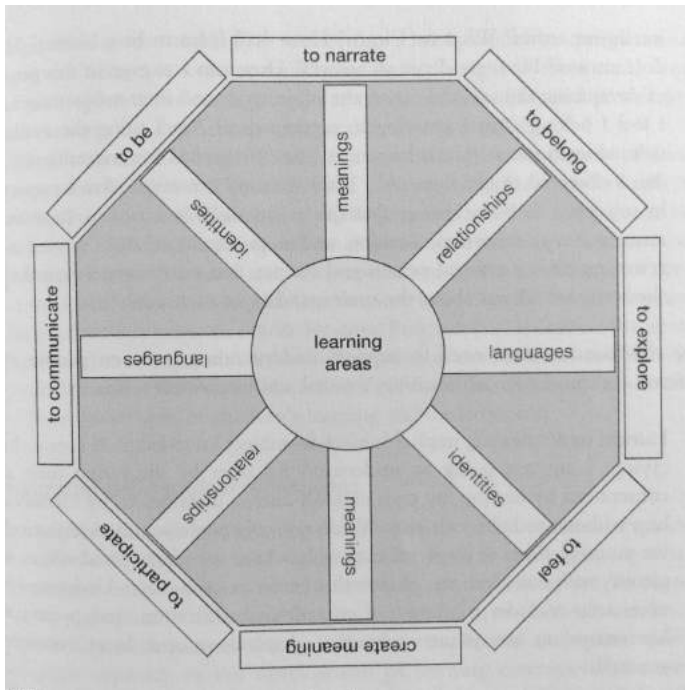 to narrate
to be
to belong
meanings
identities
relationships
to communicate
languages
learning
areas
languages
to explore
relationships
identities
meanings
to participate
to feel
create meaning